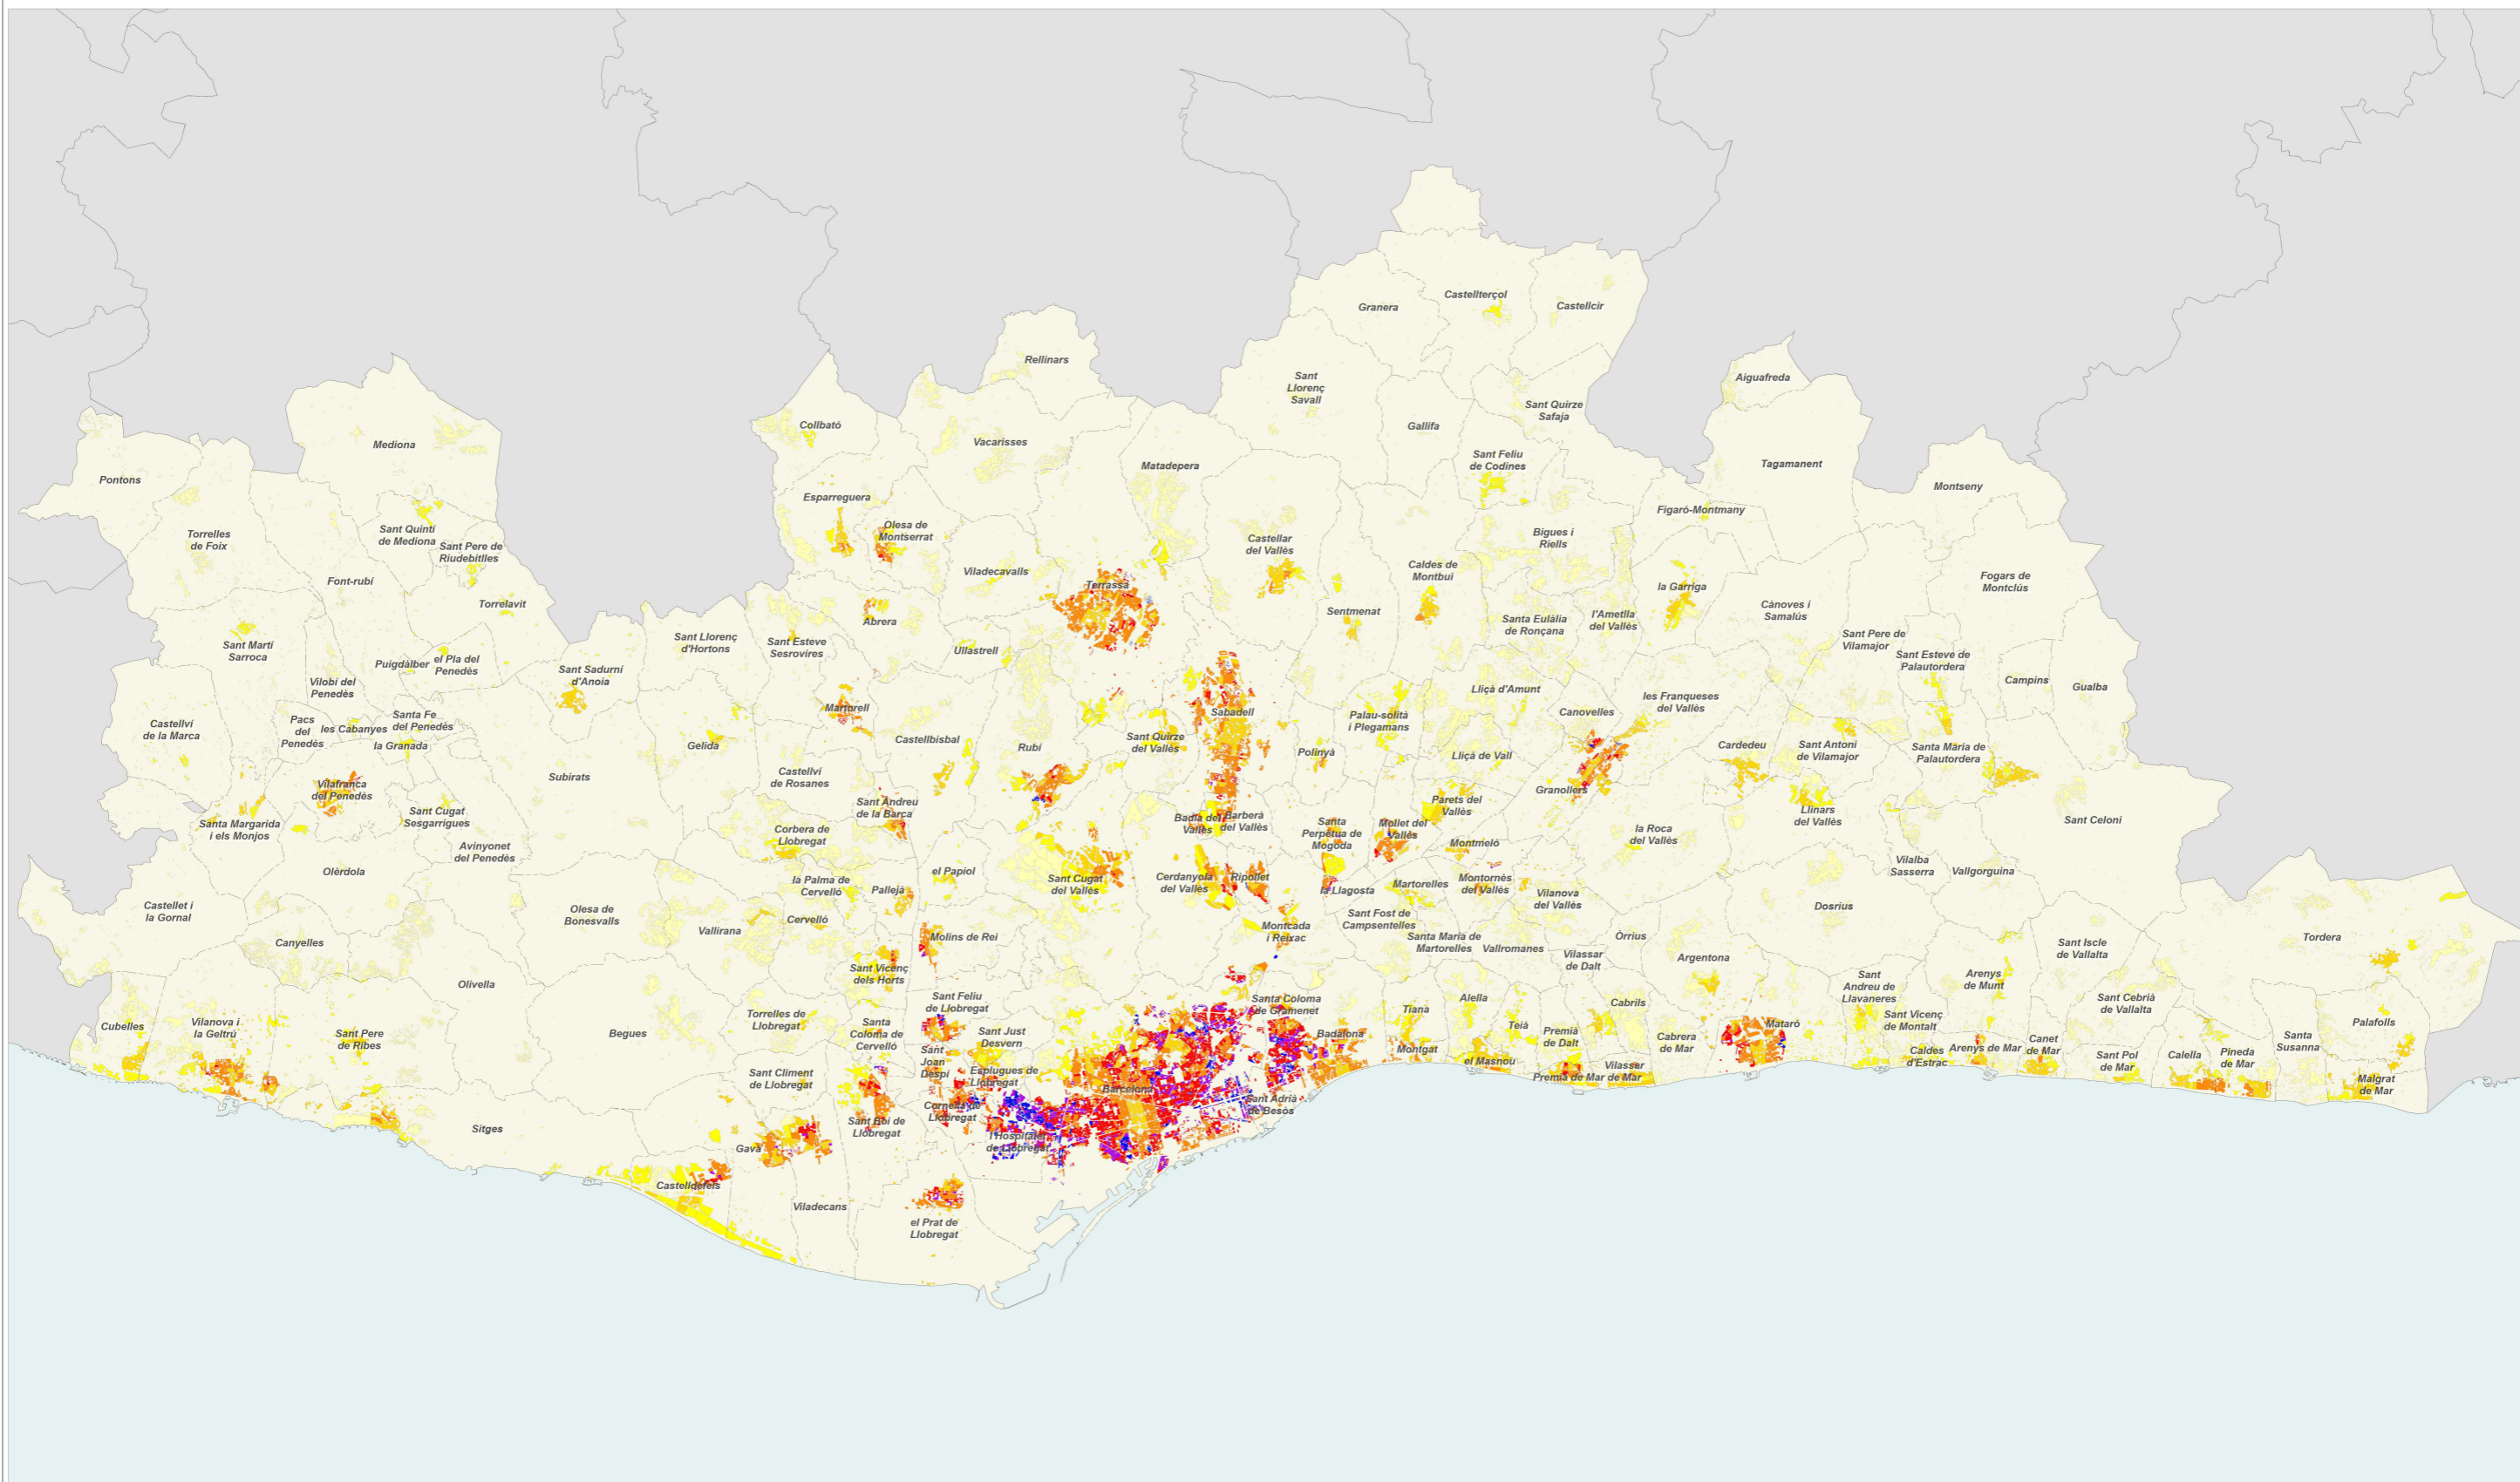 Castellterçol
Granera
Castellcir
Rellinars
Sant
Llorenç
Savall
Aiguafreda
Sant Quirze
Safaja
Collbató
Gallifa
Mediona
Vacarisses
Matadepera
Sant Feliu
de Codines
Tagamanent
Pontons
Montseny
Esparreguera
Figaró-Montmany
Olesa de
Montserrat
Sant Quintí
de Mediona
Torrelles
de Foix
Castellar
del Vallès
Bigues i
Riells
Sant Pere de
Riudebitlles
Viladecavalls
Caldes de
Montbui
Font-rubí
Terrassa
la Garriga
Fogars de
Montclús
Torrelavit
Abrera
Sentmenat
Cànoves i
Samalús
Santa Eulàlia
de Ronçana
l'Ametlla
del Vallès
Sant Martí
Sarroca
Sant Llorenç
d'Hortons
Sant Esteve
Sesrovires
Ullastrell
Sant Pere de
Vilamajor
Sant Esteve de
Palautordera
Puigdàlber
el Pla del
Penedès
Sant Sadurní
d'Anoia
Vilobí del
Penedès
Campins
Gualba
Lliçà d'Amunt
les Franqueses
del Vallès
Martorell
Sabadell
Palau-solità
i Plegamans
Canovelles
Castellví
de la Marca
Pacs
del
Penedès
les Cabanyes
Santa Fe
del Penedès
la Granada
Gelida
Castellbisbal
Rubí
Sant Quirze
del Vallès
Polinyà
Lliçà de Vall
Cardedeu
Sant Antoni
de Vilamajor
Santa Maria de
Palautordera
Subirats
Castellví
de Rosanes
Vilafranca
del Penedès
Granollers
Sant Andreu
de la Barca
Parets del
Vallès
Llinars
del Vallès
Sant Celoni
Santa Margarida
i els Monjos
Sant Cugat
Sesgarrigues
Corbera de
Llobregat
Badia del
Vallès
Barberà
del Vallès
Santa
Perpètua de
Mogoda
Mollet del
Vallès
Montmeló
la Roca
del Vallès
Avinyonet
del Penedès
Olèrdola
la Palma de
Cervelló
Pallejà
el Papiol
Sant Cugat
del Vallès
Cerdanyola
del Vallès
Ripollet
la Llagosta
Martorelles
Montornès
del Vallès
Vilanova
del Vallès
Vilalba
Sasserra
Vallgorguina
Castellet i
la Gornal
Olesa de
Bonesvalls
Vallirana
Cervelló
Sant Fost de
Campsentelles
Dosrius
Canyelles
Molins de Rei
Montcada
i Reixac
Santa Maria de
Martorelles
Vallromanes
Òrrius
Tordera
Sant Iscle
de Vallalta
Vilassar
de Dalt
Argentona
Sant Vicenç
dels Horts
Olivella
Sant
Andreu de
Llavaneres
Arenys
de Munt
Sant Feliu
de Llobregat
Santa Coloma
de Gramenet
Alella
Cabrils
Sant Cebrià
de Vallalta
Tiana
Cubelles
Vilanova i
la Geltrú
Sant Pere
de Ribes
Begues
Torrelles de
Llobregat
Santa
Coloma de
Cervelló
Sant Just
Desvern
Badalona
Teià
Premià
de Dalt
Cabrera
de Mar
Mataró
Sant Vicenç
de Montalt
Palafolls
Santa
Susanna
Montgat
el Masnou
Caldes
d'Estrac
Arenys de Mar
Canet
de Mar
Sant Pol
de Mar
Calella
Pineda
de Mar
Sant
Joan
Despí
Sant Climent
de Llobregat
Esplugues de
Llobregat
Barcelona
Premià de Mar
Vilassar
de Mar
Malgrat
de Mar
Cornellà de
Llobregat
Sant Adrià
de Besòs
Sitges
Sant Boi de
Llobregat
l'Hospitalet
de Llobregat
Gavà
Castelldefels
Viladecans
el Prat de
Llobregat